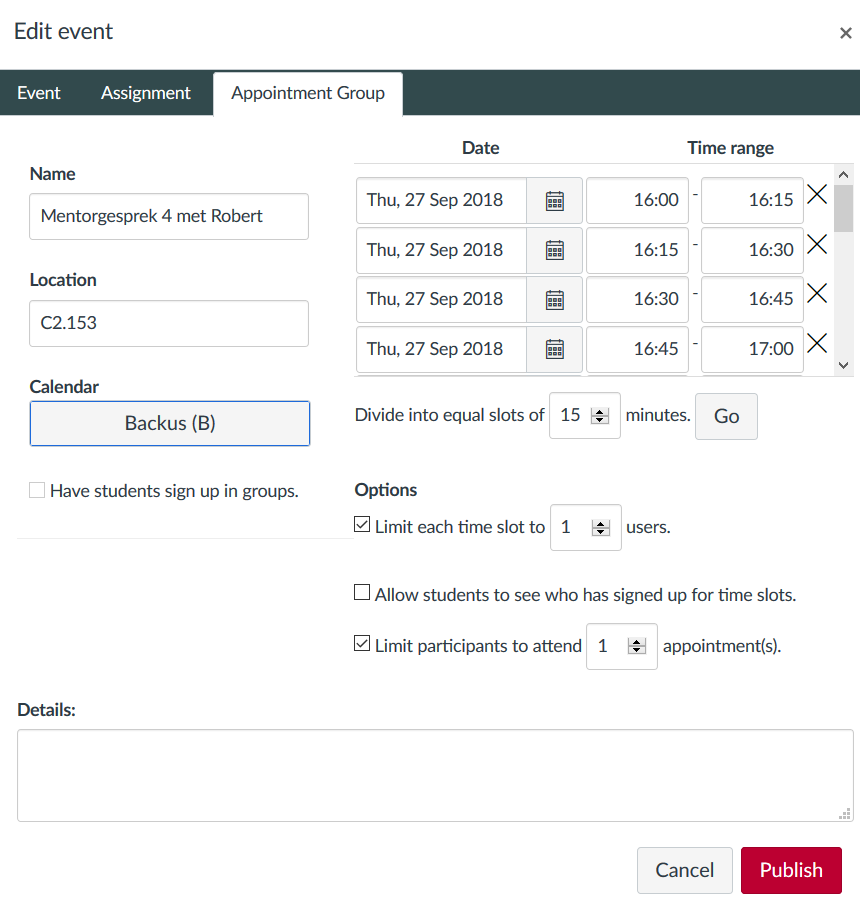 Edit event
×
Event Assignment Appointment Group
Name
Mentorgesprek 4 met Robert
Location
C2.153
Calendar
Backus (B)
Have students sign up in groups.
Date Time range
Thu, 27 Sep 2018 16:00 - 16:15
Thu, 27 Sep 2018 16:15 - 16:30
Thu, 27 Sep 2018 16:30 - 16:45
Thu, 27 Sep 2018 16:45 - 17:00
Divide into equal slots of 15 minutes. Go
Options
Limit each time slot to 1 users.
Allow students to see who has signed up for time slots.
Limit participants to attend 1 appointment(s).
Details:
Cancel Publish